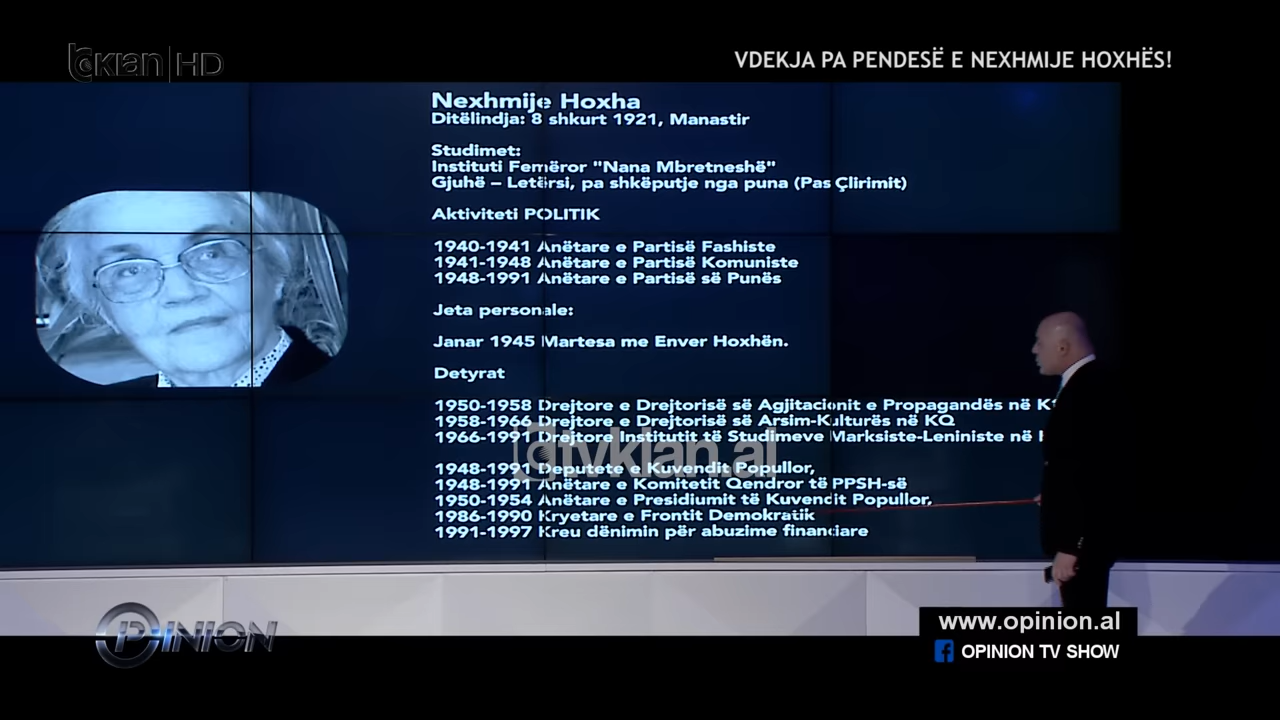 tvklan HD
VDEKJA PA PENDESË E NEXHMIJE HOXHËS!
Nexhmije Hoxha
Ditëlindja: 8 shkurt 1921, Manastir
Studimet:
Instituti Femëror "Nana Mbretneshë"
Gjuhë – Letërsi, pa shkëputje nga puna (Pas Çlirimit)
Aktiviteti POLITIK
1940-1941 Anëtare e Partisë Fashiste
1941-1948 Anëtare e Partisë Komuniste
1948-1991 Anëtare e Partisë së Punës
Jeta personale:
Janar 1945 Martesa me Enver Hoxhën.
Detyrat
1950-1958 Drejtore e Drejtorisë së Agjitacionit e Propagandës në
1958-1966 Drejtore e Drejtorisë së Arsim-Kulturës në KQ
1966-1991 Drejtore Institutit të Studimeve Marksiste-Leniniste në
tvklan.al
1948-1991 Deputete e Kuvendit Popullor,
1948-1991 Anëtare e Komitetit Qendror të PPSH-së
1950-1954 Anëtare e Presidiumit të Kuvendit Popullor,
1986-1990 Kryetare e Frontit Demokratik
1991-1997 Kreu dënimin për abuzime financiare
OPINION
www.opinion.al
OPINION TV SHOW